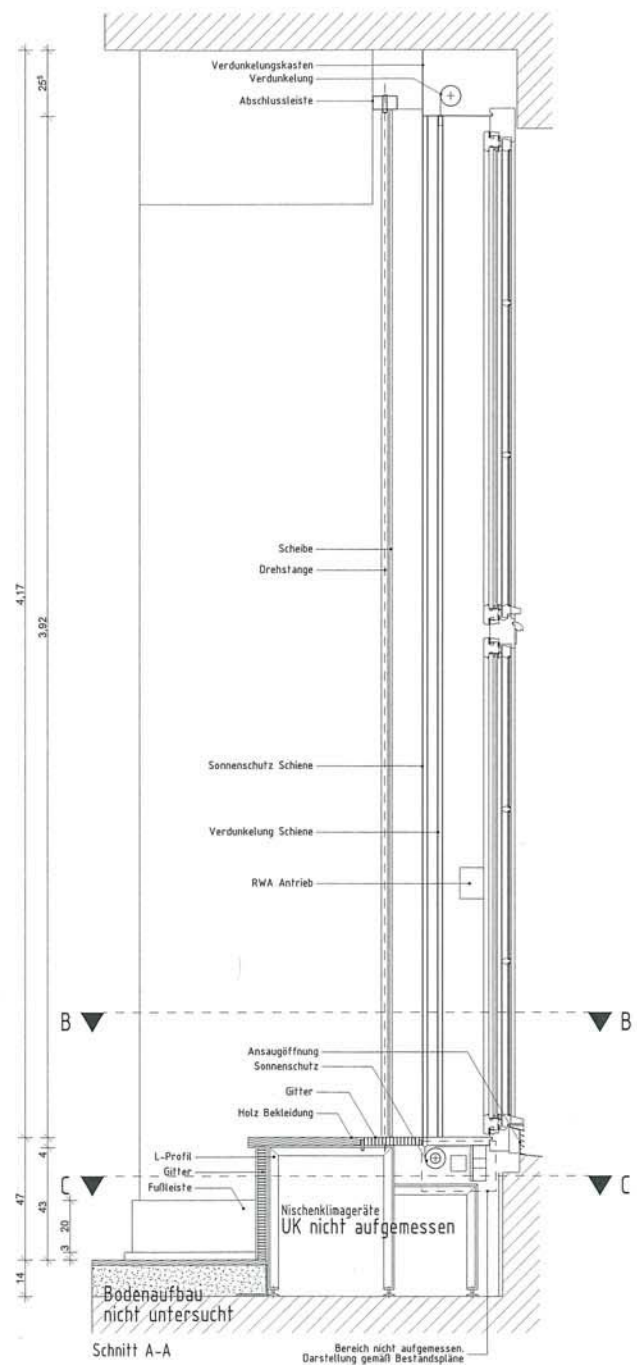 Verdunkelungskasten
Verdunkelung
Abschlussleiste
25⁵
4,17
3,92
Scheibe
Drehstange
Sonnenschutz Schiene
Verdunkelung Schiene
RWA Antrieb
B
B
Ansaugöffnung
Sonnenschutz
Gitter
Holz Bekleidung
L-Profil
Gitter
Fußleiste
C
C
4
47
43
20
3
14
Nischenklimageräte
UK nicht aufgemessen
Bodenaufbau
nicht untersucht
Schnitt A-A
Bereich nicht aufgemessen.
Darstellung gemäß Bestandspläne